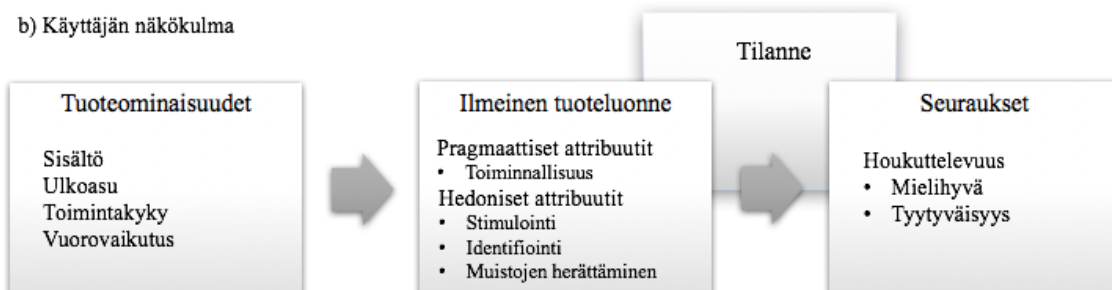 b) Käyttäjän näkökulma
Tilanne
Tuoteominaisuudet
Sisältö
Ulkoasu
Toimintakyky
Vuorovaikutus
Ilmeinen tuoteluonne
Pragmaattiset attribuutit
• Toiminnallisuus
Hedoniset attribuutit
• Stimulointi
• Identifiointi
• Muistojen herättäminen
Seuraukset
Houkuttelevuus
• Mielihyvä
• Tyytyväisyys